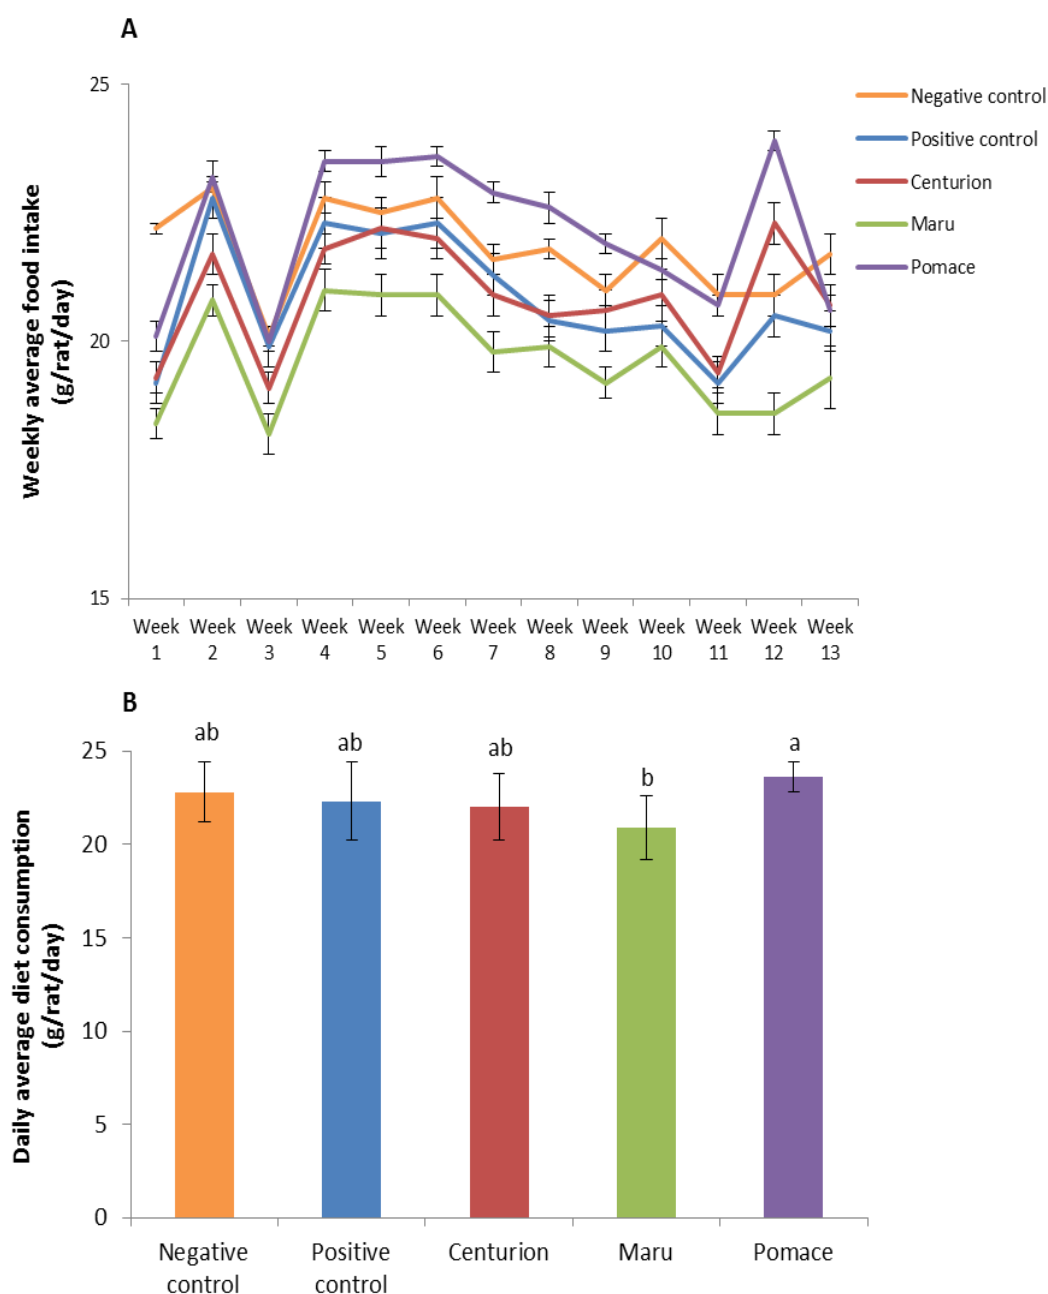 A
Weekly average food intake
(g/rat/day)
25
20
15
Negative control
Positive control
Centurion
Maru
Pomace
Week Week Week Week Week Week Week Week Week Week Week Week Week
1 2 3 4 5 6 7 8 9 10 11 12 13
B
Daily average diet consumption
(g/rat/day)
25
20
15
10
5
0
ab ab ab b a
Negative Positive Centurion Maru Pomace
control control